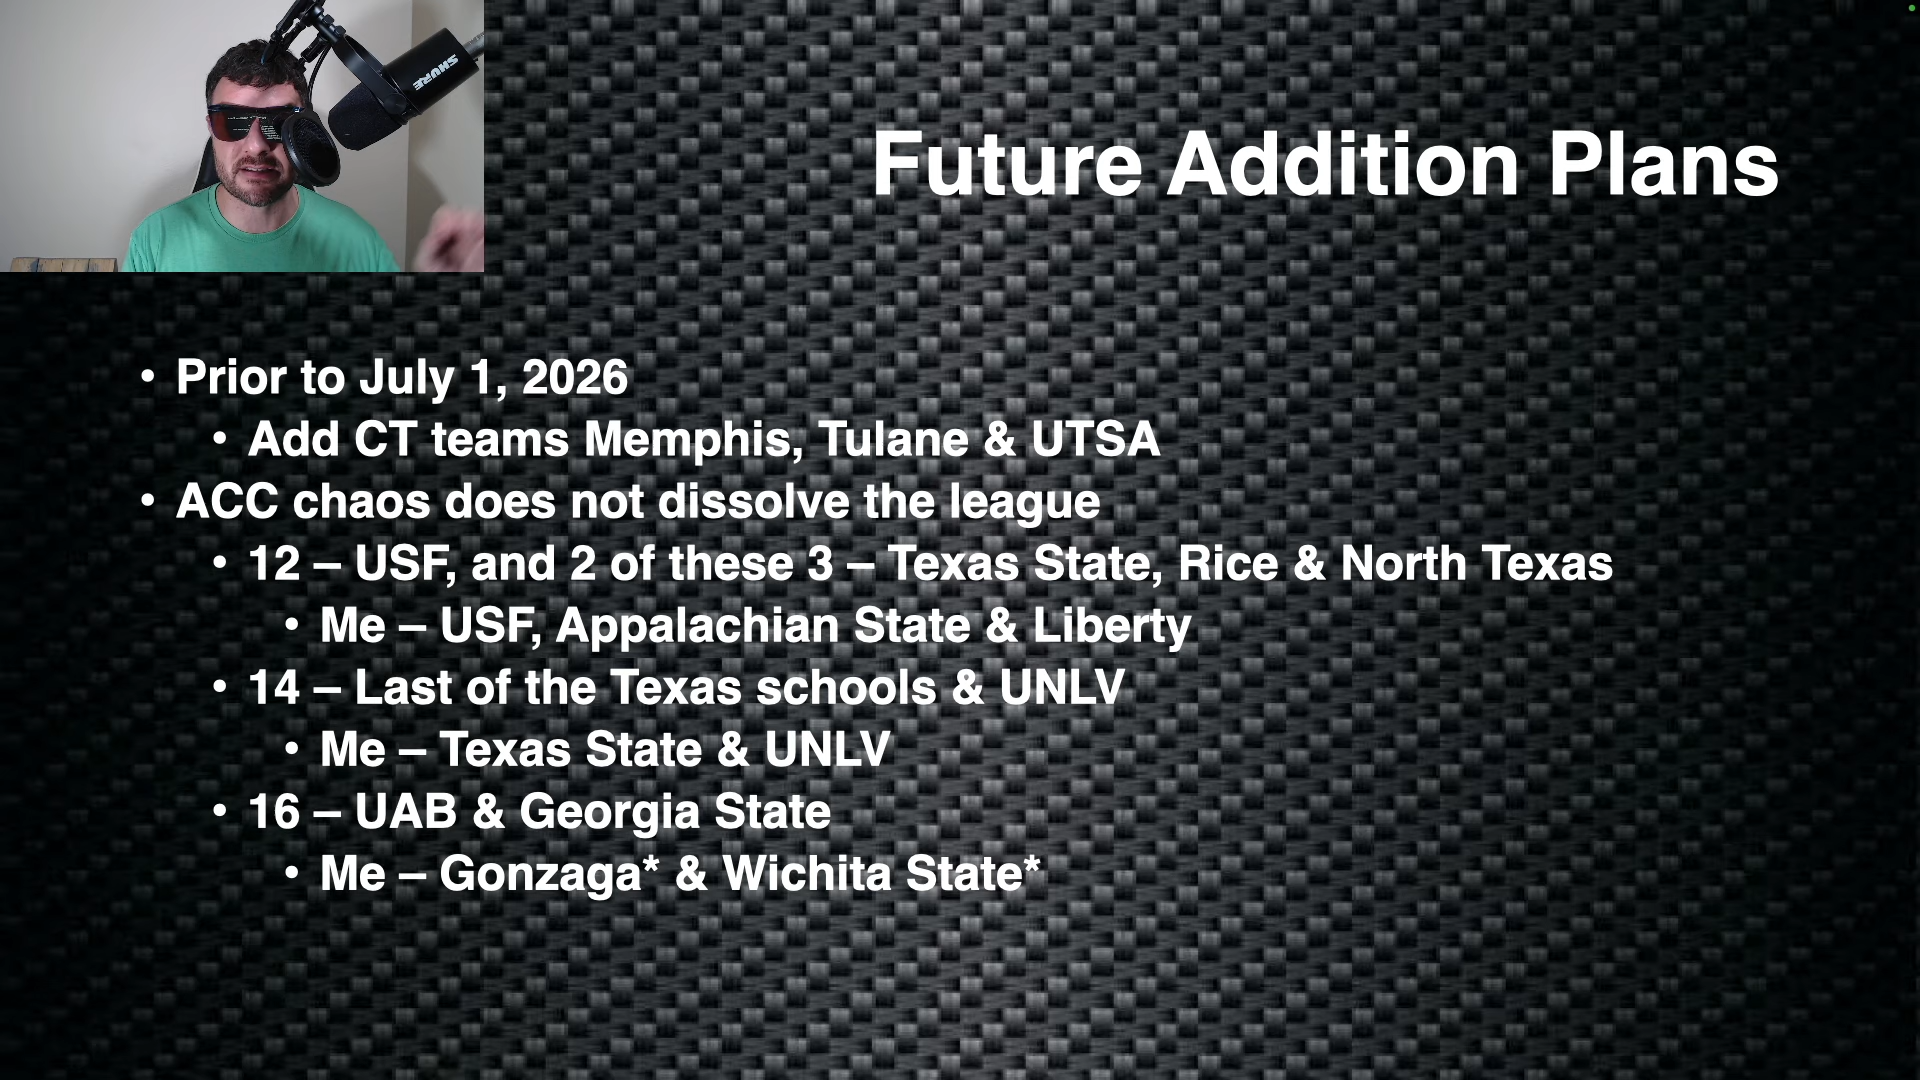 SHURE
Future Addition Plans
• Prior to July 1, 2026
• Add CT teams Memphis, Tulane & UTSA
• ACC chaos does not dissolve the league
• 12 – USF, and 2 of these 3 – Texas State, Rice & North Texas
• Me – USF, Appalachian State & Liberty
• 14 – Last of the Texas schools & UNLV
• Me – Texas State & UNLV
• 16 – UAB & Georgia State
• Me – Gonzaga* & Wichita State*